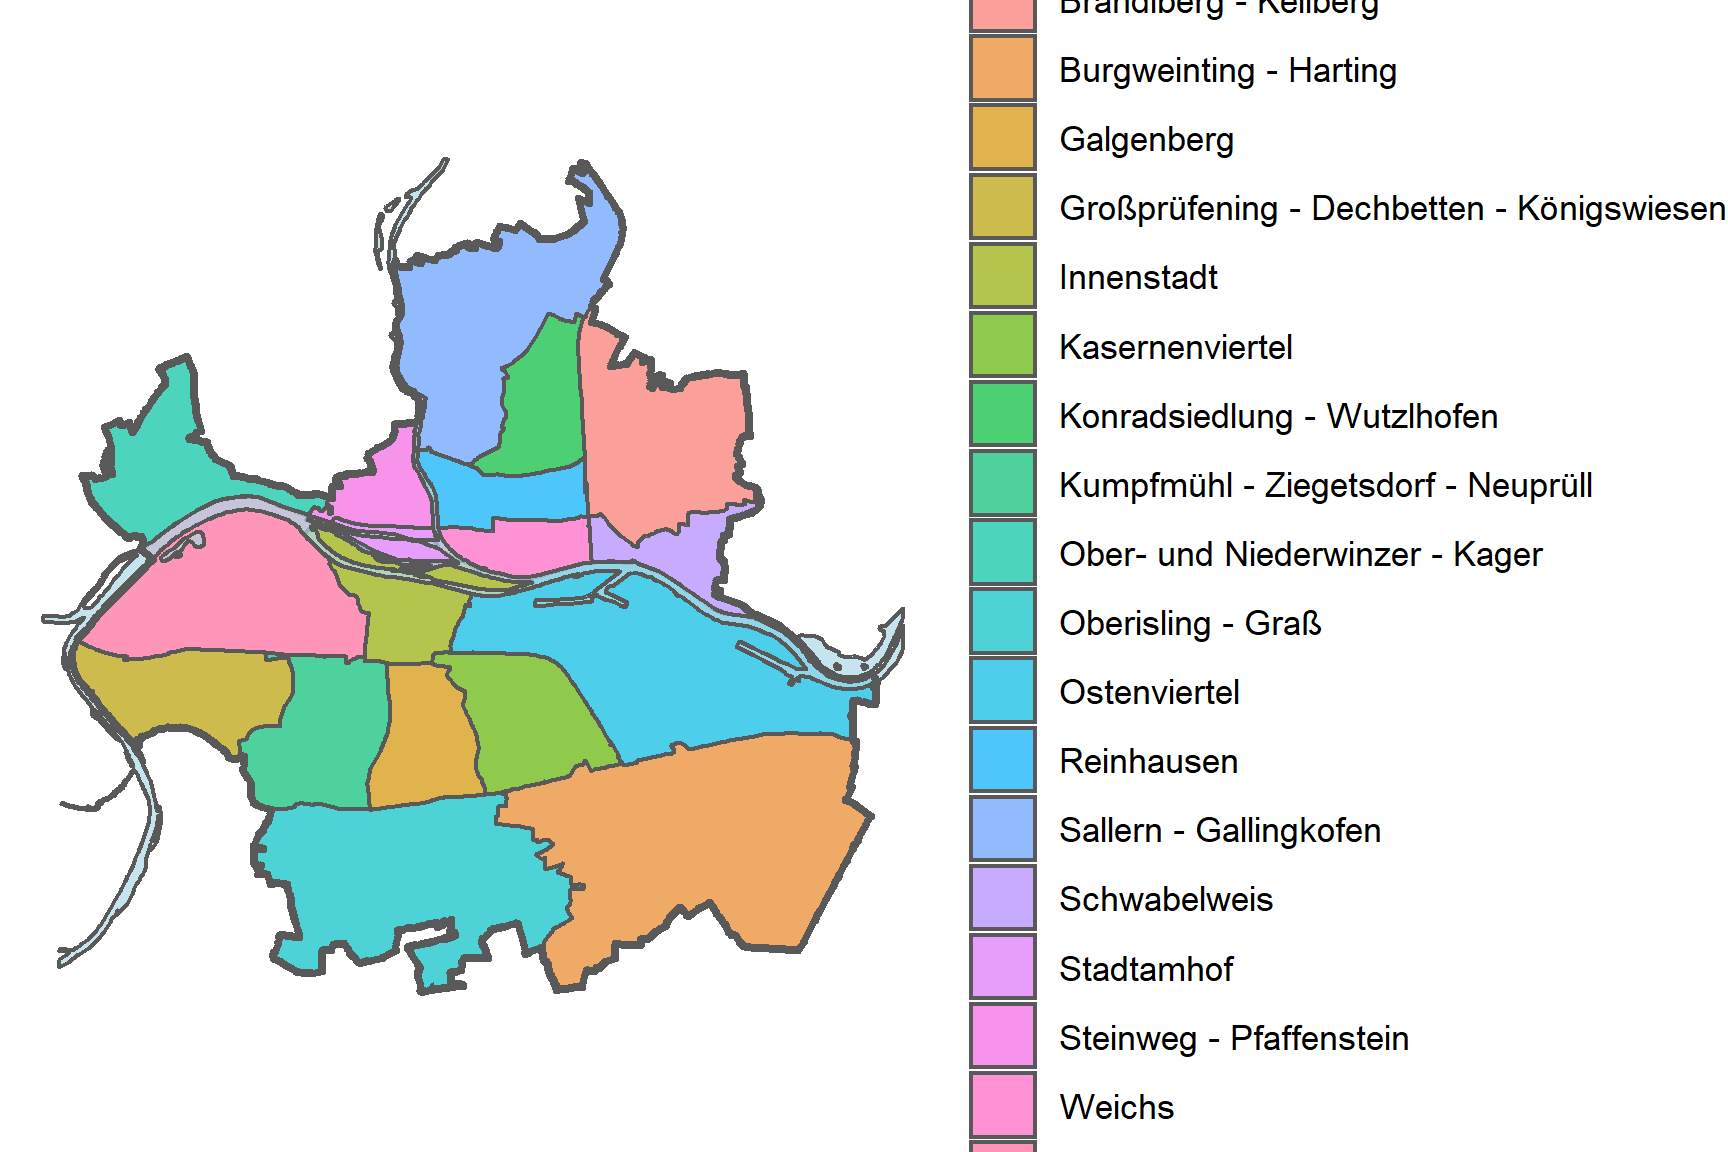 Brandlberg - Keilberg
Burgweinting - Harting
Galgenberg
Großprüfening - Dechbetten - Königswiesen
Innenstadt
Kasernenviertel
Konradsiedlung - Wutzlhofen
Kumpfmühl - Ziegetsdorf - Neuprüll
Ober- und Niederwinzer - Kager
Oberisling - Graß
Ostenviertel
Reinhausen
Sallern - Gallingkofen
Schwabelweis
Stadtamhof
Steinweg - Pfaffenstein
Weichs